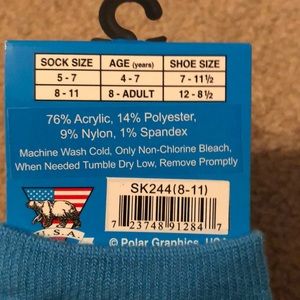 SOCK SIZE AGE (years) SHOE SIZE
5 - 7 4 - 7 7 - 11½
8 - 11 8 - ADULT 12 - 8½
76% Acrylic, 14% Polyester,
9% Nylon, 1% Spandex
Machine Wash Cold, Only Non-Chlorine Bleach,
When Needed Tumble Dry Low, Remove Promptly
SK244(8-11)
7 23748 91284 7
U.S.A.
© Polar Graphics, USA